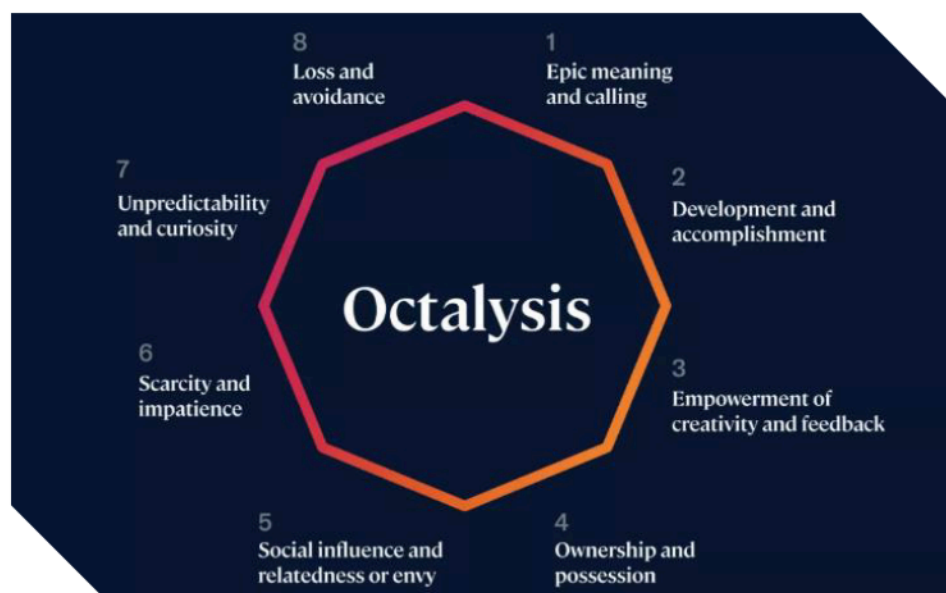 8
Loss and
avoidance
1
Epic meaning
and calling
7
Unpredictability
and curiosity
2
Development and
accomplishment
Octalysis
6
Scarcity and
impatience
3
Empowerment of
creativity and feedback
5
Social influence and
relatedness or envy
4
Ownership and
possession